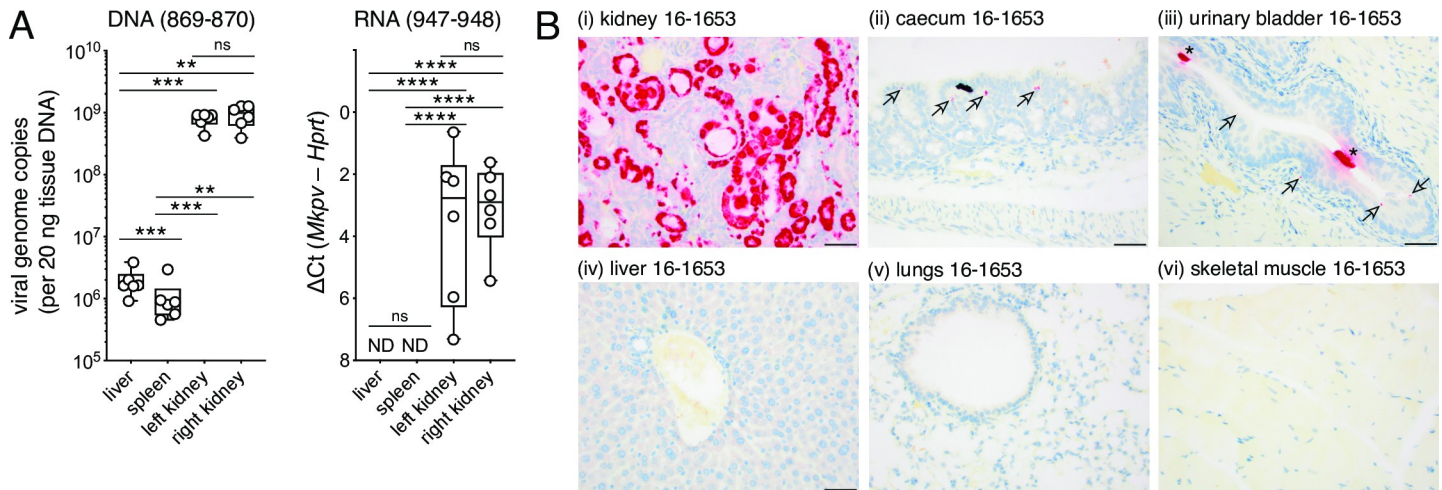 A
DNA (869-870)
viral genome copies
(per 20 ng tissue DNA)
10¹⁰
10⁹
10⁸
10⁷
10⁶
10⁵
ns
**
***
**
***
***
liver
spleen
left kidney
right kidney
RNA (947-948)
ΔCt (Mkpv – Hprt)
0
2
4
6
8
ns
****
****
****
****
ns
ND ND
liver
spleen
left kidney
right kidney
B
(i) kidney 16-1653
(ii) caecum 16-1653
(iii) urinary bladder 16-1653
*
*
(iv) liver 16-1653
(v) lungs 16-1653
(vi) skeletal muscle 16-1653